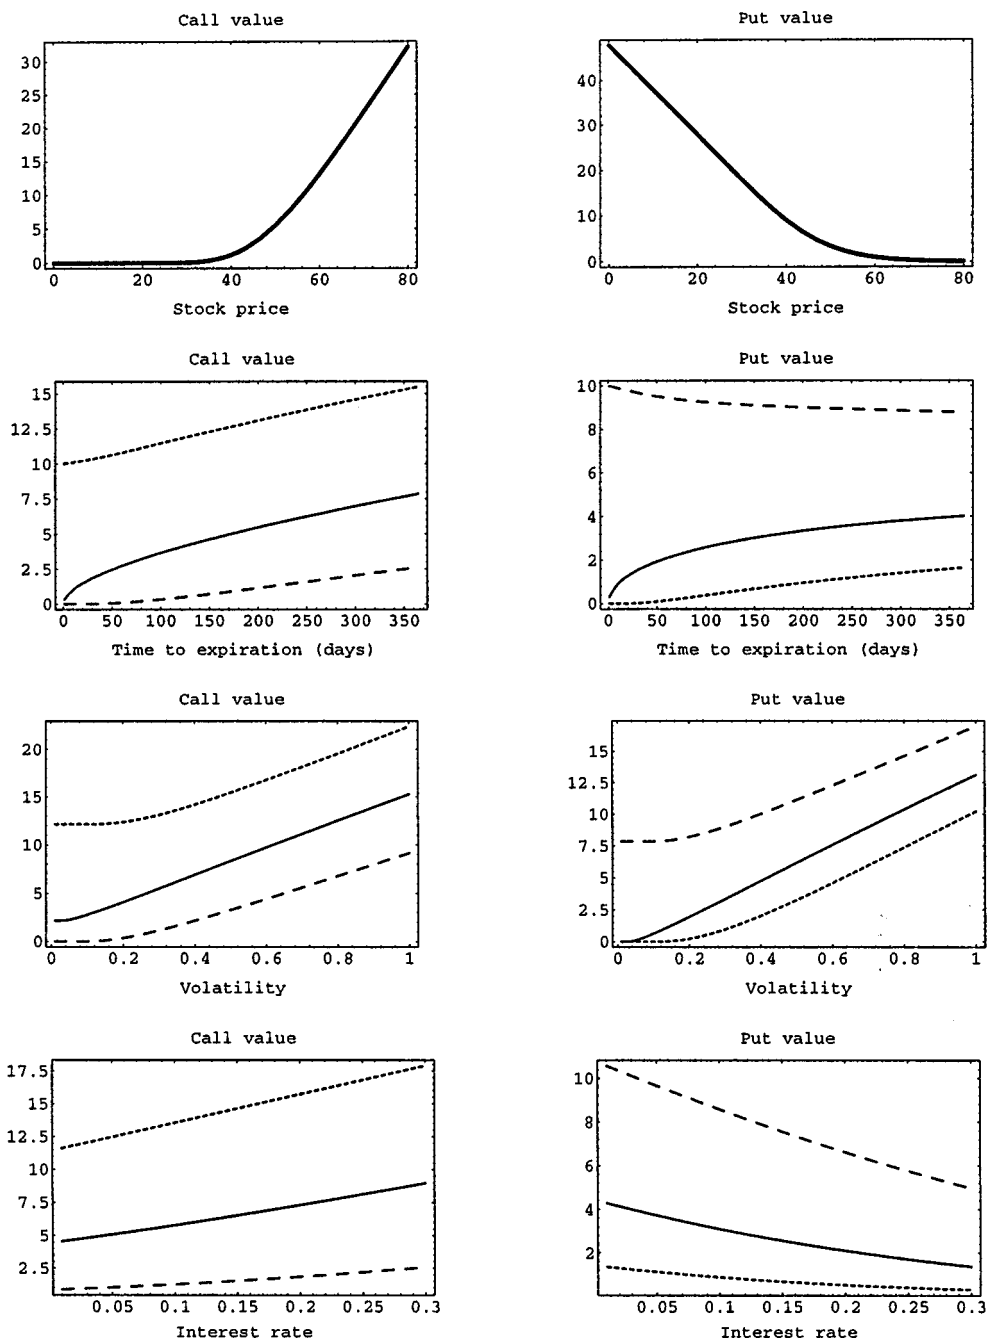 Call value
30
25
20
15
10
5
0
0 20 40 60 80
Stock price
Put value
40
30
20
10
0
0 20 40 60 80
Stock price
Call value
15
12.5
10
7.5
5
2.5
0
0 50 100 150 200 250 300 350
Time to expiration (days)
Put value
10
8
6
4
2
0
0 50 100 150 200 250 300 350
Time to expiration (days)
Call value
20
15
10
5
0
0 0.2 0.4 0.6 0.8 1
Volatility
Put value
15
12.5
10
7.5
5
2.5
0
0 0.2 0.4 0.6 0.8 1
Volatility
Call value
17.5
15
12.5
10
7.5
5
2.5
0.05 0.1 0.15 0.2 0.25 0.3
Interest rate
Put value
10
8
6
4
2
0.05 0.1 0.15 0.2 0.25 0.3
Interest rate